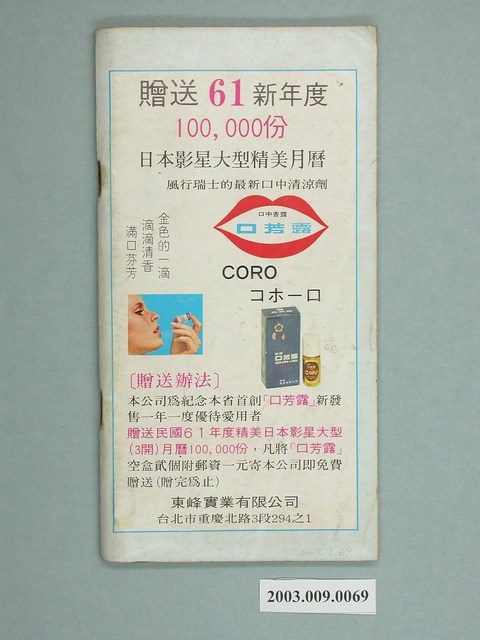 贈送 61 新年度
100,000份
日本影星大型精美月曆
風行瑞士的最新口中清涼劑
口中香露
口芳露
金色的一滴
滴滴清香
滿口芬芳
CORO
コホーロ
口芳露
〔贈送辦法〕
本公司爲紀念本省首創「口芳露」新發
售一年一度優待愛用者
贈送民國61年度精美日本影星大型
(3開)月曆100,000份，凡將「口芳露」
空盒貳個附郵資一元寄本公司即免費
贈送(贈完爲止)
東峰實業有限公司
台北市重慶北路3段294之1
2003.009.0069